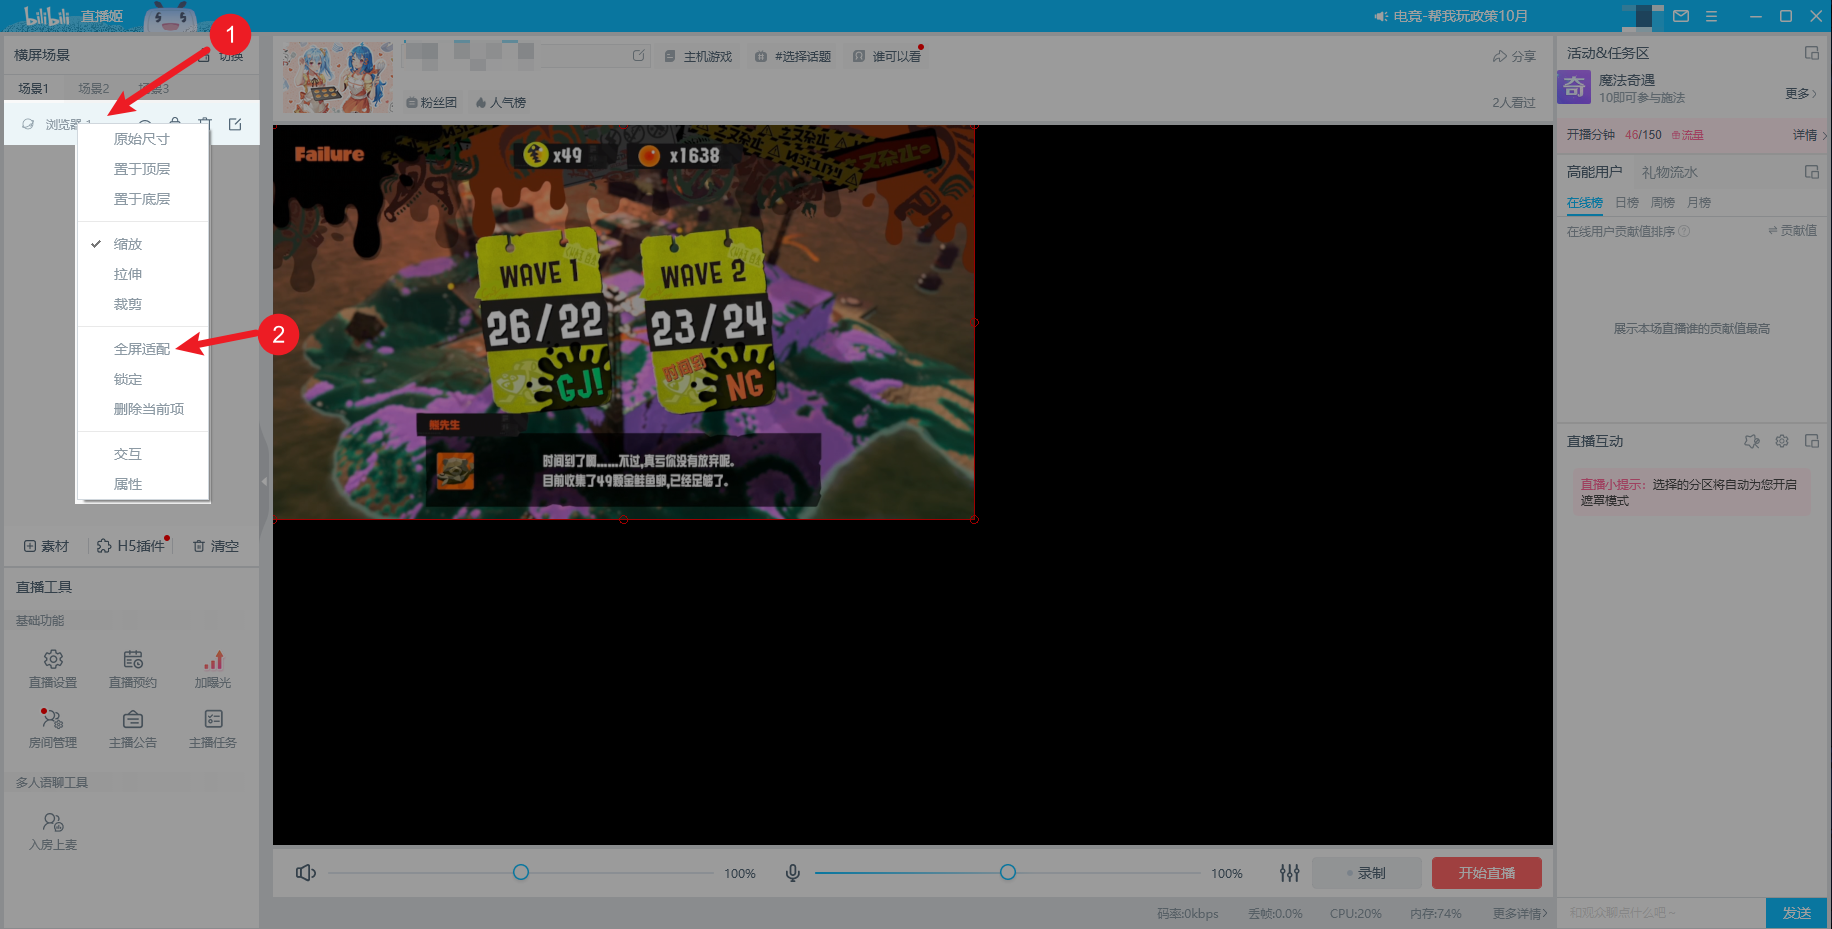 bilibili 直播姬
电竞-帮我玩政策10月
1
横屏场景
切换
场景1 场景2 场景3
浏览器 1
原始尺寸
置于顶层
置于底层
缩放
拉伸
裁剪
全屏适配
2
锁定
删除当前项
交互
属性
素材 H5插件 清空
直播工具
基础功能
直播设置 直播预约 加曝光
房间管理 主播公告 主播任务
多人语聊工具
入房上麦
主机游戏 #选择话题 谁可以看
分享
粉丝团 人气榜
2人看过
Failure
x49 x1638
WAVE 1
26/22
GJ!
WAVE 2
23/24
时间到
NG
熊先生
时间到了啊……不过,真亏你没有放弃呢。
目前收集了49颗金鲑鱼卵,已经足够了。
100% 100%
录制
开始直播
码率:0kbps 丢帧:0.0% CPU:20% 内存:74% 更多详情
活动&任务区
奇
魔法奇遇
10即可参与施法
更多
开播分钟 46/150 流星 详情
高能用户 礼物流水
在线榜 日榜 周榜 月榜
在线用户贡献值排序 贡献值
展示本场直播谁的贡献值最高
直播互动
直播小提示：选择的分区将自动为您开启
遮罩模式
和观众聊点什么吧~
发送